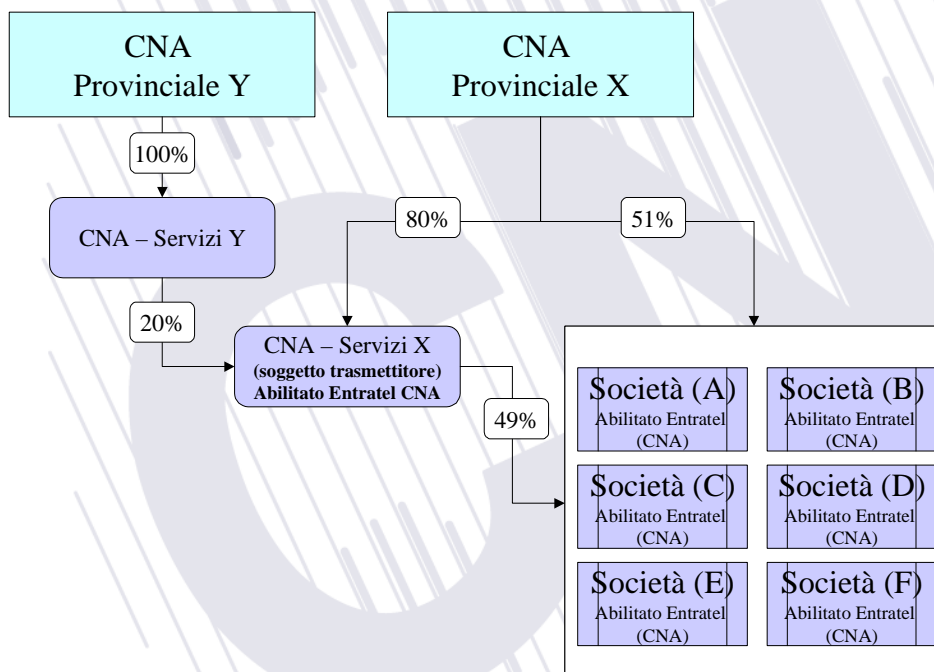 CNA
Provinciale Y
CNA
Provinciale X
100%
CNA – Servizi Y
80%
51%
20%
CNA – Servizi X
(soggetto trasmettitore)
Abilitato Entratel CNA
49%
Società (A)
Abilitato Entratel
(CNA)
Società (B)
Abilitato Entratel
(CNA)
Società (C)
Abilitato Entratel
(CNA)
Società (D)
Abilitato Entratel
(CNA)
Società (E)
Abilitato Entratel
(CNA)
Società (F)
Abilitato Entratel
(CNA)
CN